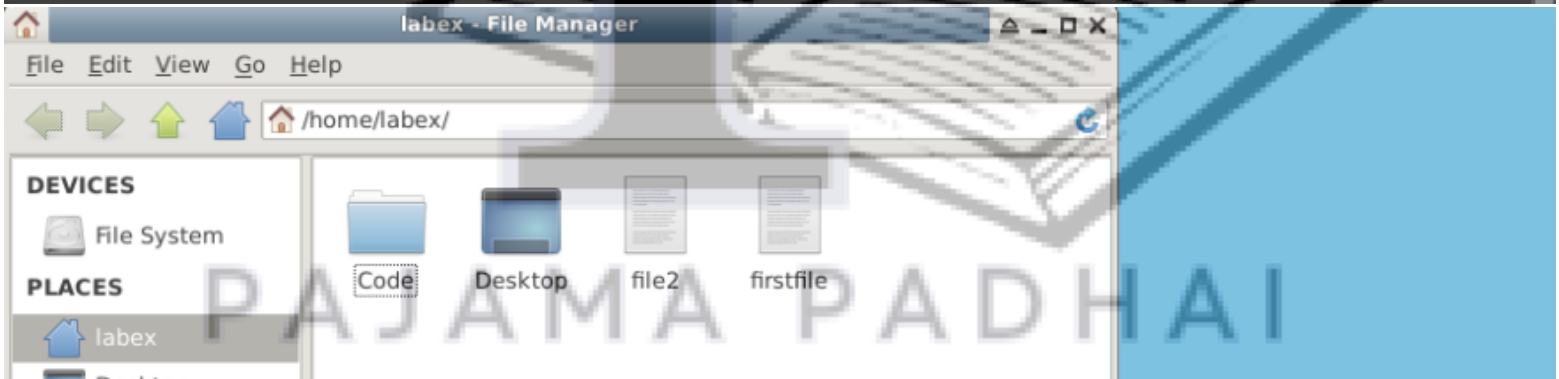 labex - File Manager
File Edit View Go Help
/home/labex/
DEVICES
File System
PLACES
labex
Code Desktop file2 firstfile
PAJAMA PADHAI